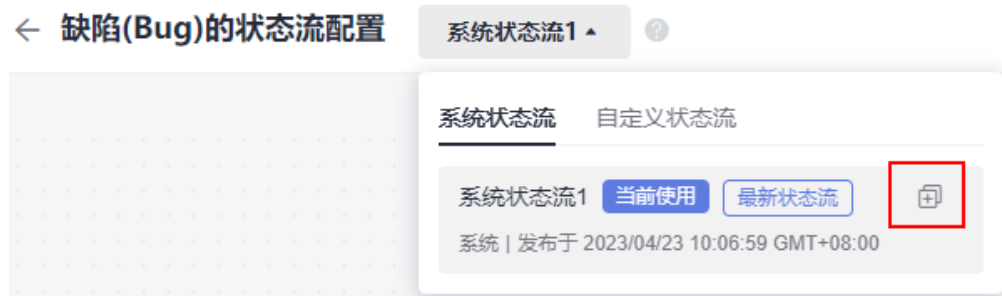 缺陷(Bug)的状态流配置 系统状态流1
系统状态流 自定义状态流
系统状态流1 当前使用 最新状态流
系统 | 发布于 2023/04/23 10:06:59 GMT+08:00